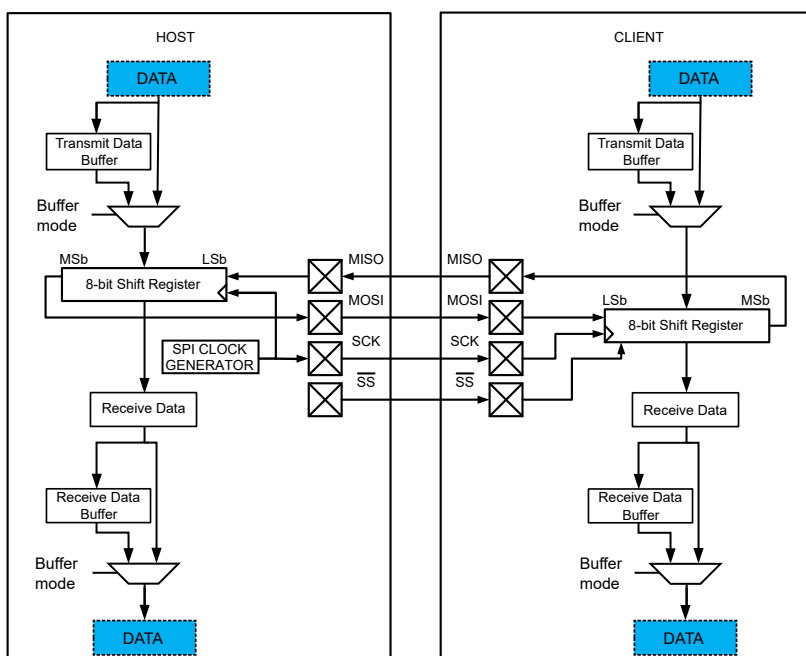 HOST
DATA
Transmit Data
Buffer
Buffer
mode
MSb
LSb
8-bit Shift Register
SPI CLOCK
GENERATOR
Receive Data
Receive Data
Buffer
Buffer
mode
DATA
MISO
MOSI
SCK
SS
CLIENT
DATA
Transmit Data
Buffer
Buffer
mode
MISO
MOSI
SCK
SS
LSb
MSb
8-bit Shift Register
Receive Data
Receive Data
Buffer
Buffer
mode
DATA